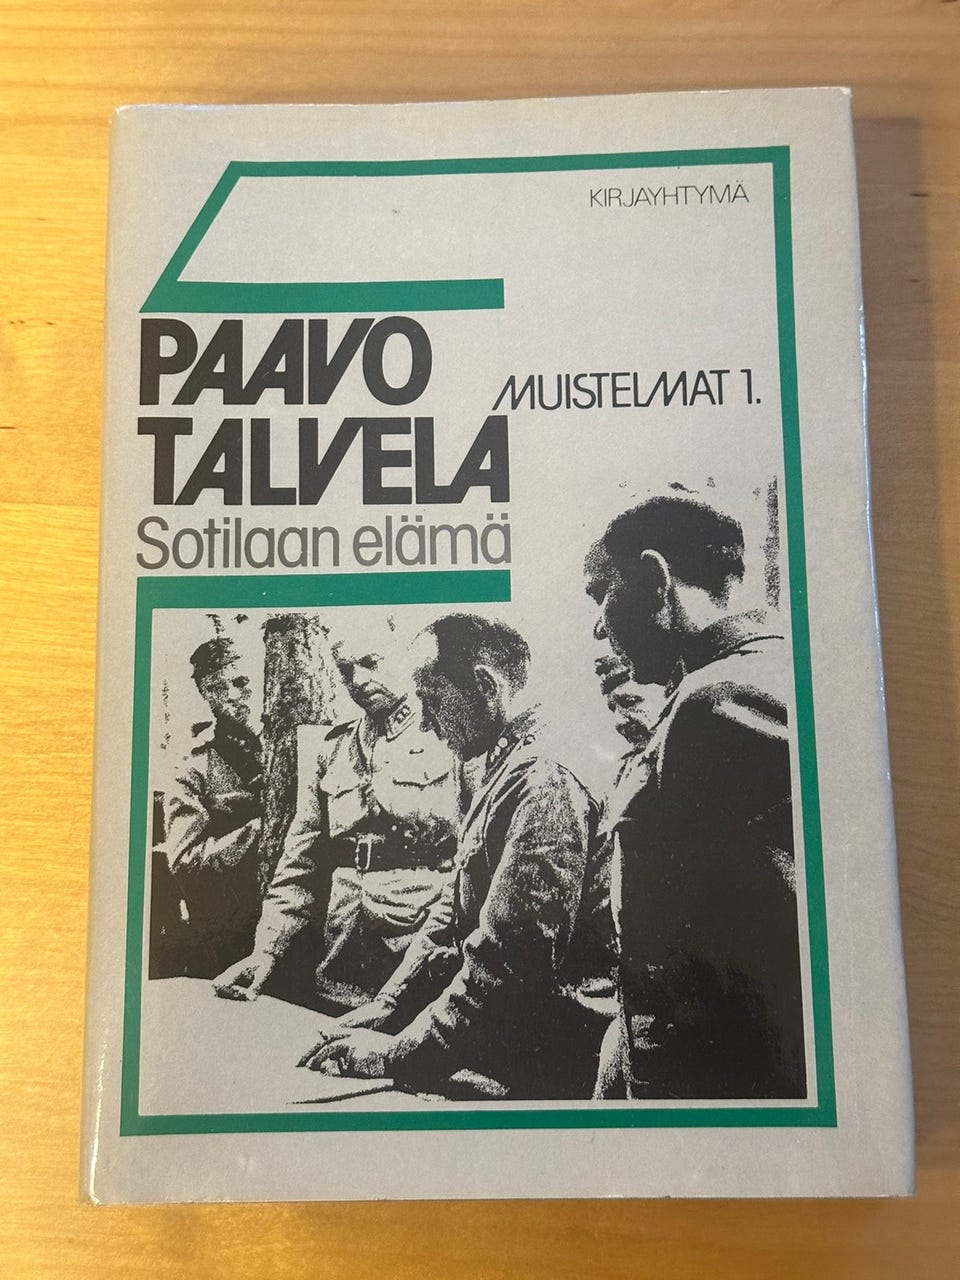 KIRJAYHTYMÄ
PAAVO
TALVELA
MUISTELMAT 1.
Sotilaan elämä